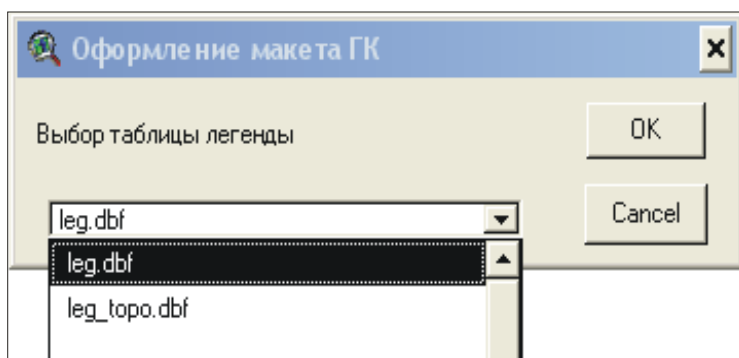 Оформление макета ГК
Выбор таблицы легенды
OK
leg.dbf
Cancel
leg.dbf
leg_topo.dbf